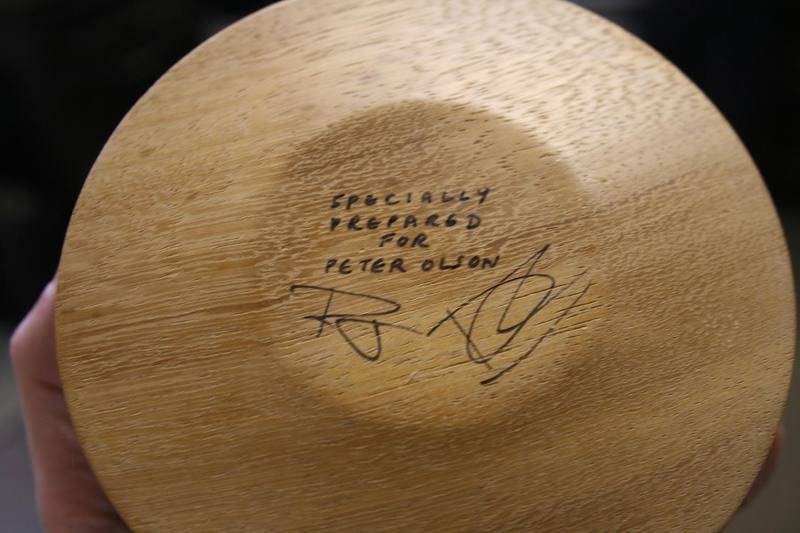 SPECIALLY
PREPARED
FOR
PETER OLSON